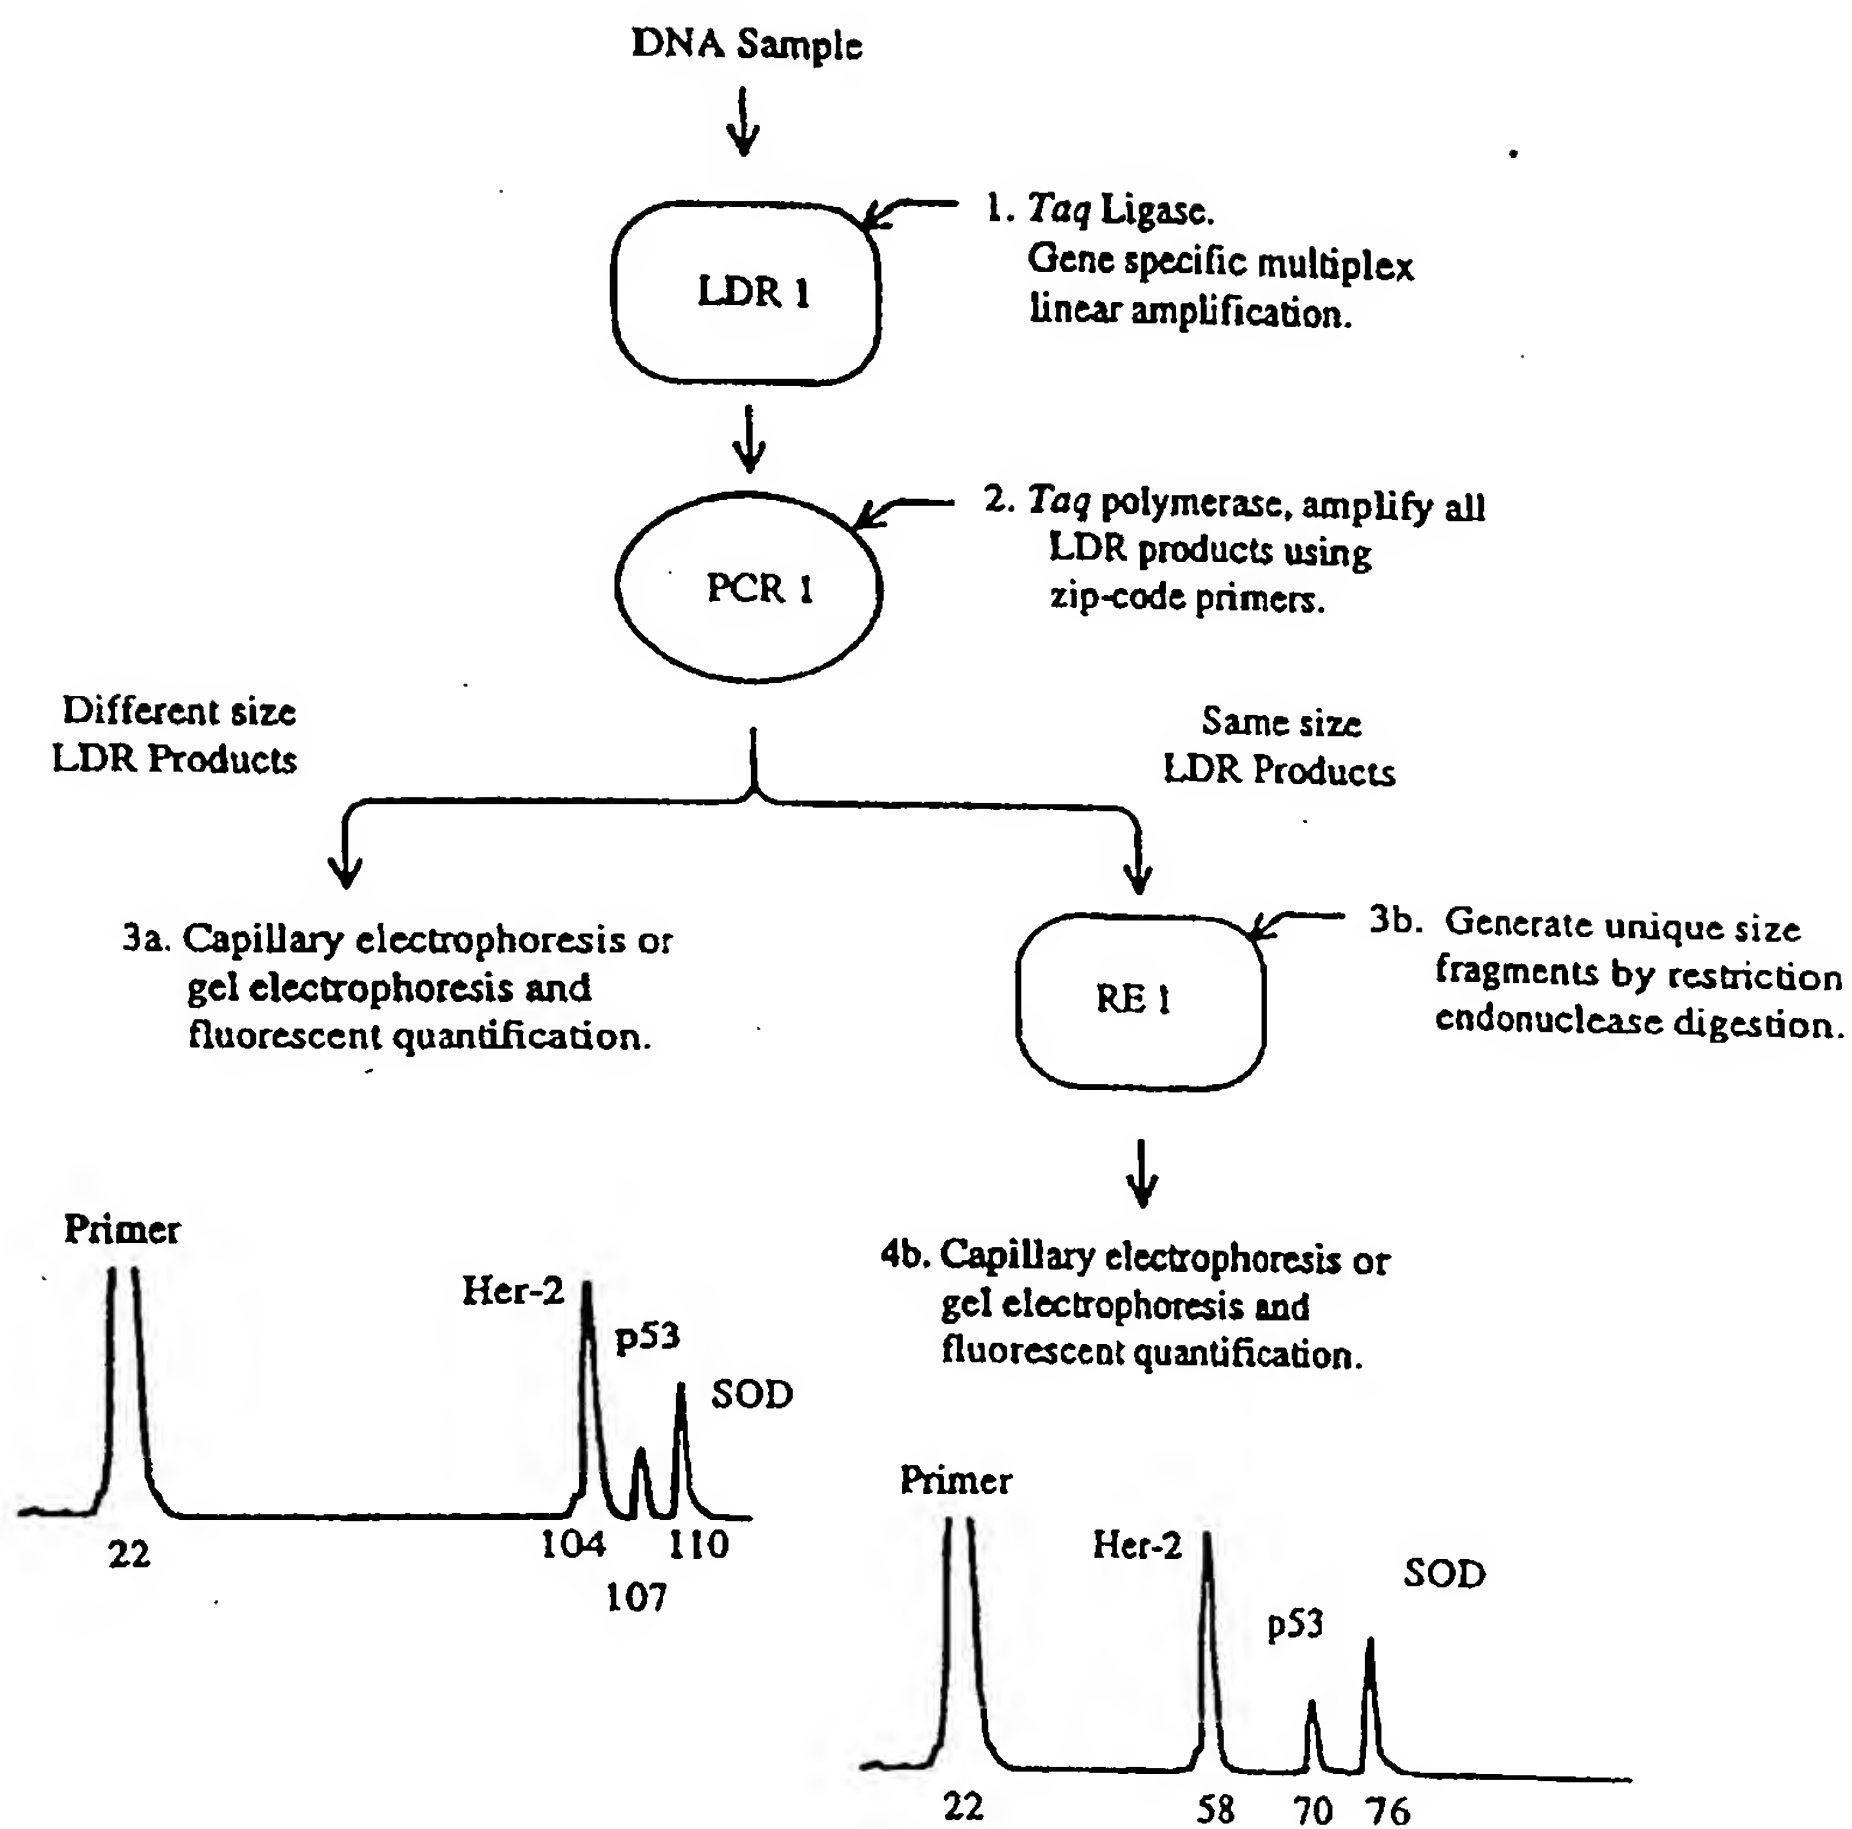 DNA Sample
1. Taq Ligase.
Gene specific multiplex
linear amplification.
LDR 1
2. Taq polymerase, amplify all
LDR products using
zip-code primers.
PCR 1
Different size
LDR Products
Same size
LDR Products
3a. Capillary electrophoresis or
gel electrophoresis and
fluorescent quantification.
3b. Generate unique size
fragments by restriction
endonuclease digestion.
RE 1
4b. Capillary electrophoresis or
gel electrophoresis and
fluorescent quantification.
Primer
Her-2
p53
SOD
22
104
110
107
Primer
Her-2
SOD
p53
22
58
70
76